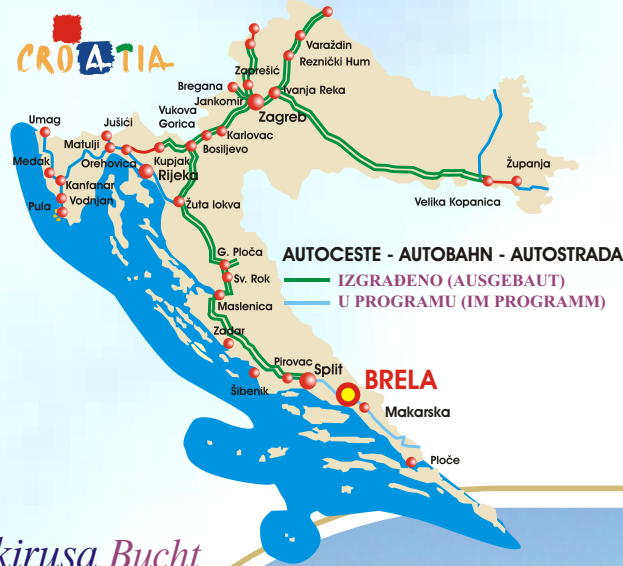 CROATIA
Varaždin
Reznički Hum
Zaprešić
Bregana
Ivanja Reka
Jankomir
Zagreb
Vukova
Gorica
Umag
Jušići
Karlovac
Matulji
Bosiljevo
Medak
Orehovica
Kupjak
Županja
Rijeka
Kanfanar
Vodnjan
Pula
Žuta lokva
Velika Kopanica
G. Ploča
AUTOCESTE - AUTOBAHN - AUTOSTRADA
Sv. Rok
IZGRAĐENO (AUSGEBAUT)
Maslenica
U PROGRAMU (IM PROGRAMM)
Zadar
Pirovac
Split
BRELA
Šibenik
Makarska
Ploče
kirusa Bucht